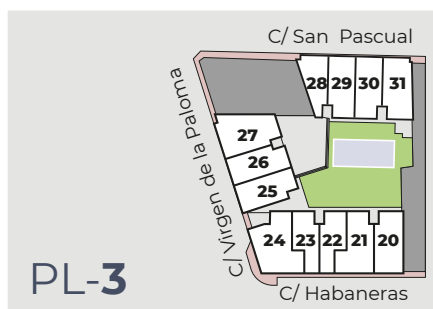 C/ San Pascual
28 29 30 31
C/ Virgen de la Paloma
27
26
25
24 23 22 21 20
PL-3
C/ Habaneras